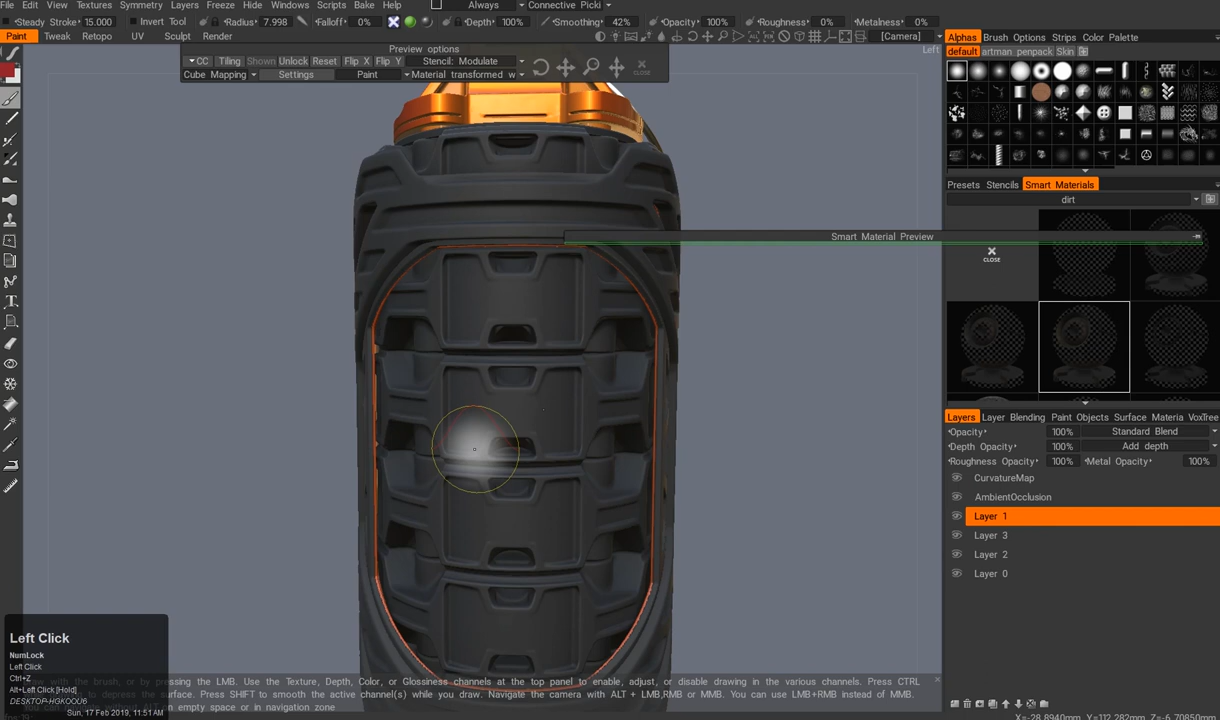 File Edit View Textures Symmetry Layers Freeze Hide Windows Scripts Bake Help Always Connective Picki
Steady Stroke: 15.000 Invert Tool Radius: 7.998 Falloff: 0% Depth: 100% Smoothing: 42% Opacity: 100% Roughness: 0% Metalness: 0%
Paint Tweak Retopo UV Sculpt Render [Camera]
Left
Preview options
CC Tiling Shown Unlock Reset Flip X Flip Y Stencil: Modulate
Cube Mapping Settings Paint Material transformed w
CLOSE
Alphas Brush Options Strips Color Palette
default artman penpack Skin
Presets Stencils Smart Materials
dirt
Smart Material Preview
CLOSE
Layers Layer Blending Paint Objects Surface Materia VoxTree
Opacity 100% Standard Blend
Depth Opacity 100% Add depth
Roughness Opacity 100% Metal Opacity 100%
CurvatureMap
AmbientOcclusion
Layer 1
Layer 3
Layer 2
Layer 0
Left Click
NumLock
Left Click
Ctrl+Z
Alt+Left Click [Hold]
DESKTOP-HGKOOU6
Sun, 17 Feb 2019, 11:51 AM
with the brush, or by pressing the LMB. Use the Texture, Depth, Color, or Glossiness channels at the top panel to enable, adjust, or disable drawing in the various channels. Press CTRL
to depress the surface. Press SHIFT to smooth the active channel(s) while you draw. Navigate the camera with ALT + LMB,RMB or MMB. You can use LMB+RMB instead of MMB.
on empty space or in navigation zone
X=-28.8940mm Y=112.282mm Z=-6.70850mm